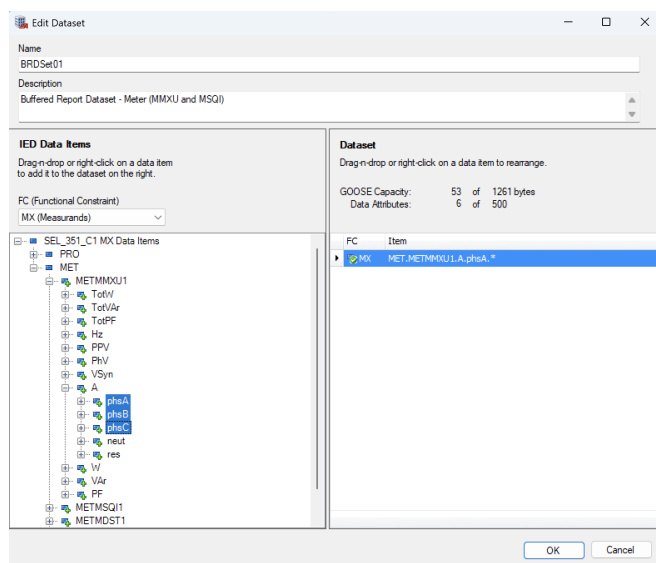 Edit Dataset
Name
BRDSet01
Description
Buffered Report Dataset - Meter (MMXU and MSQI)
IED Data Items
Drag-n-drop or right-click on a data item
to add it to the dataset on the right.
FC (Functional Constraint)
MX (Measurands)
SEL_351_C1 MX Data Items
PRO
MET
METMMXU1
TotW
TotVAr
TotPF
Hz
PPV
PhV
VSyn
A
phsA
phsB
phsC
neut
res
W
VAr
PF
METMSQI1
METMDST1
Dataset
Drag-n-drop or right-click on a data item to rearrange.
GOOSE Capacity: 53 of 1261 bytes
Data Attributes: 6 of 500
FC Item
MX MET.METMMXU1.A.phsA.*
OK Cancel